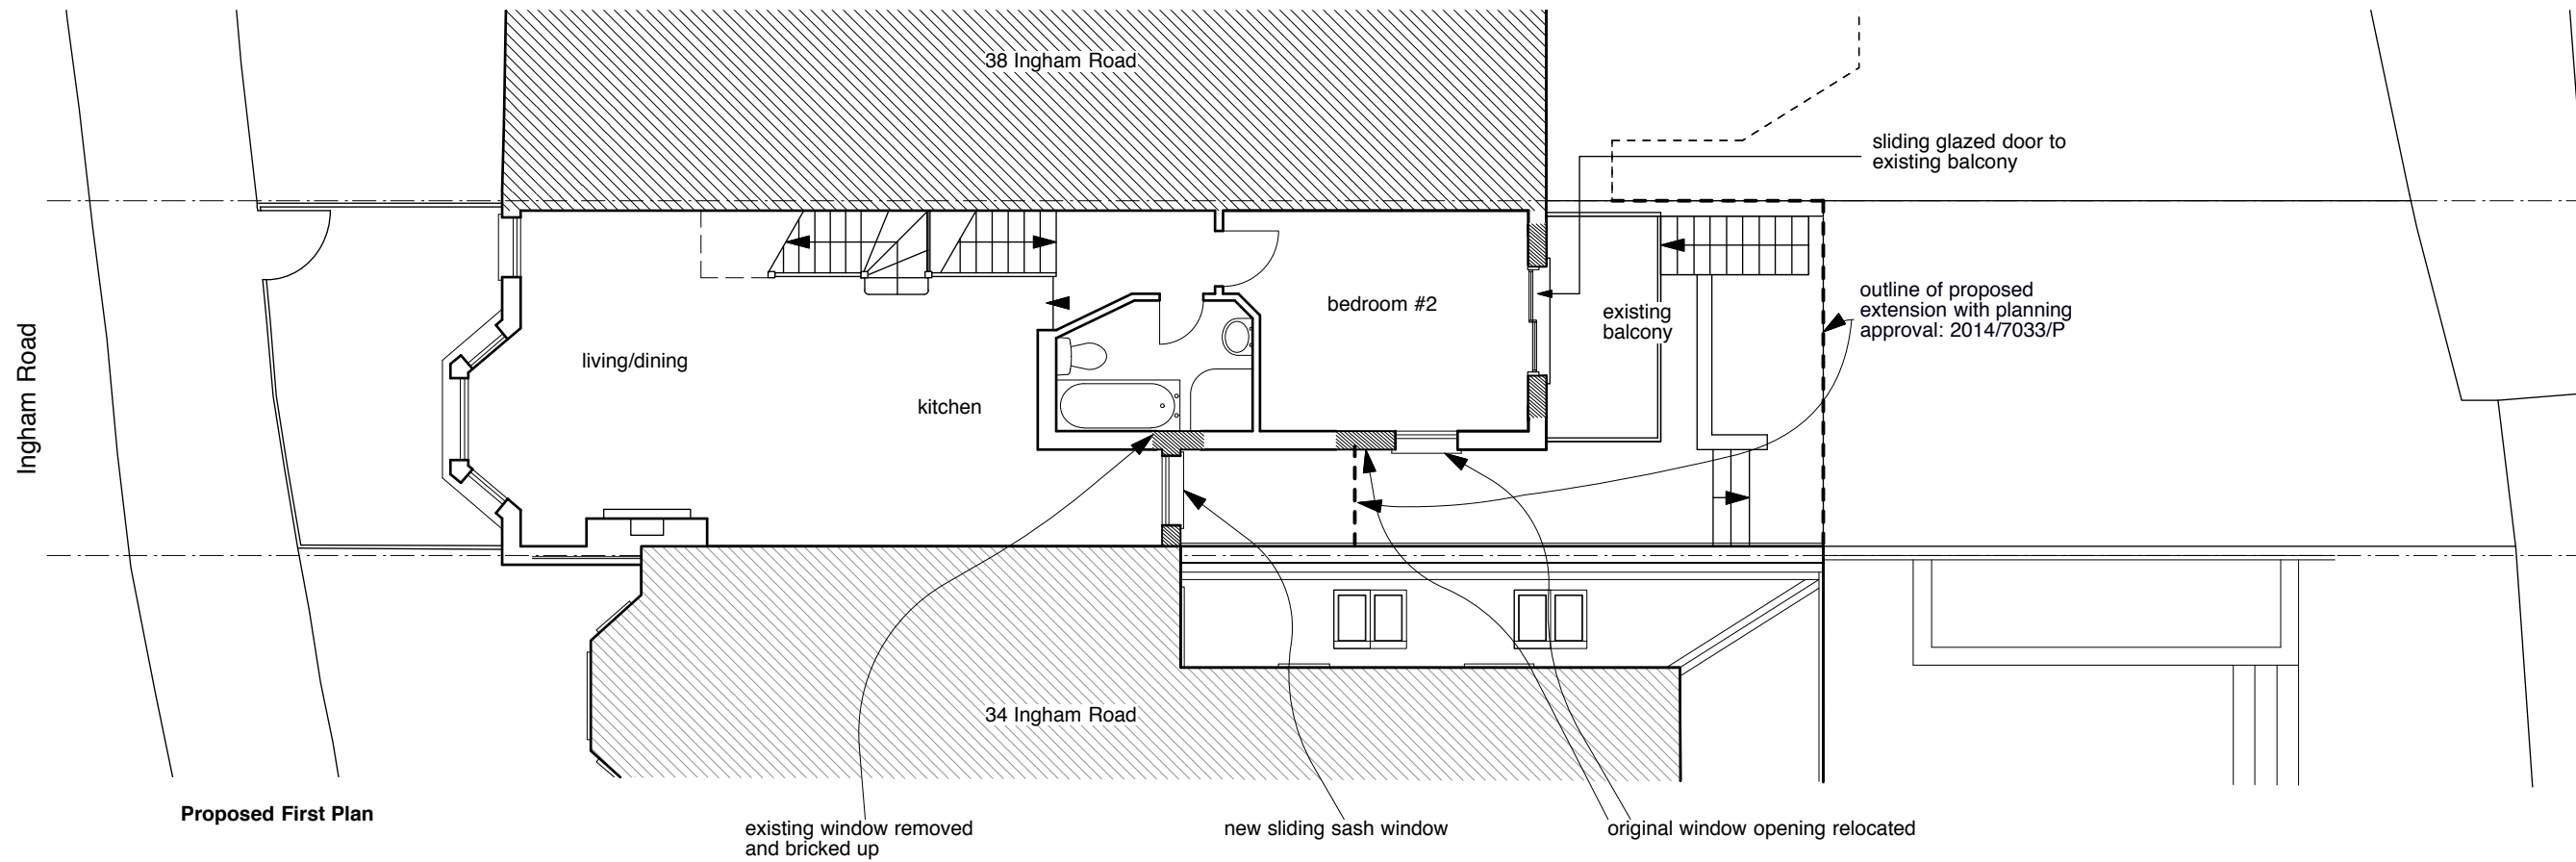 38 Ingham Road
sliding glazed door to
existing balcony
outline of proposed
extension with planning
approval: 2014/7033/P
bedroom #2
existing
balcony
living/dining
kitchen
Ingham Road
34 Ingham Road
Proposed First Plan
existing window removed
and bricked up
new sliding sash window
original window opening relocated